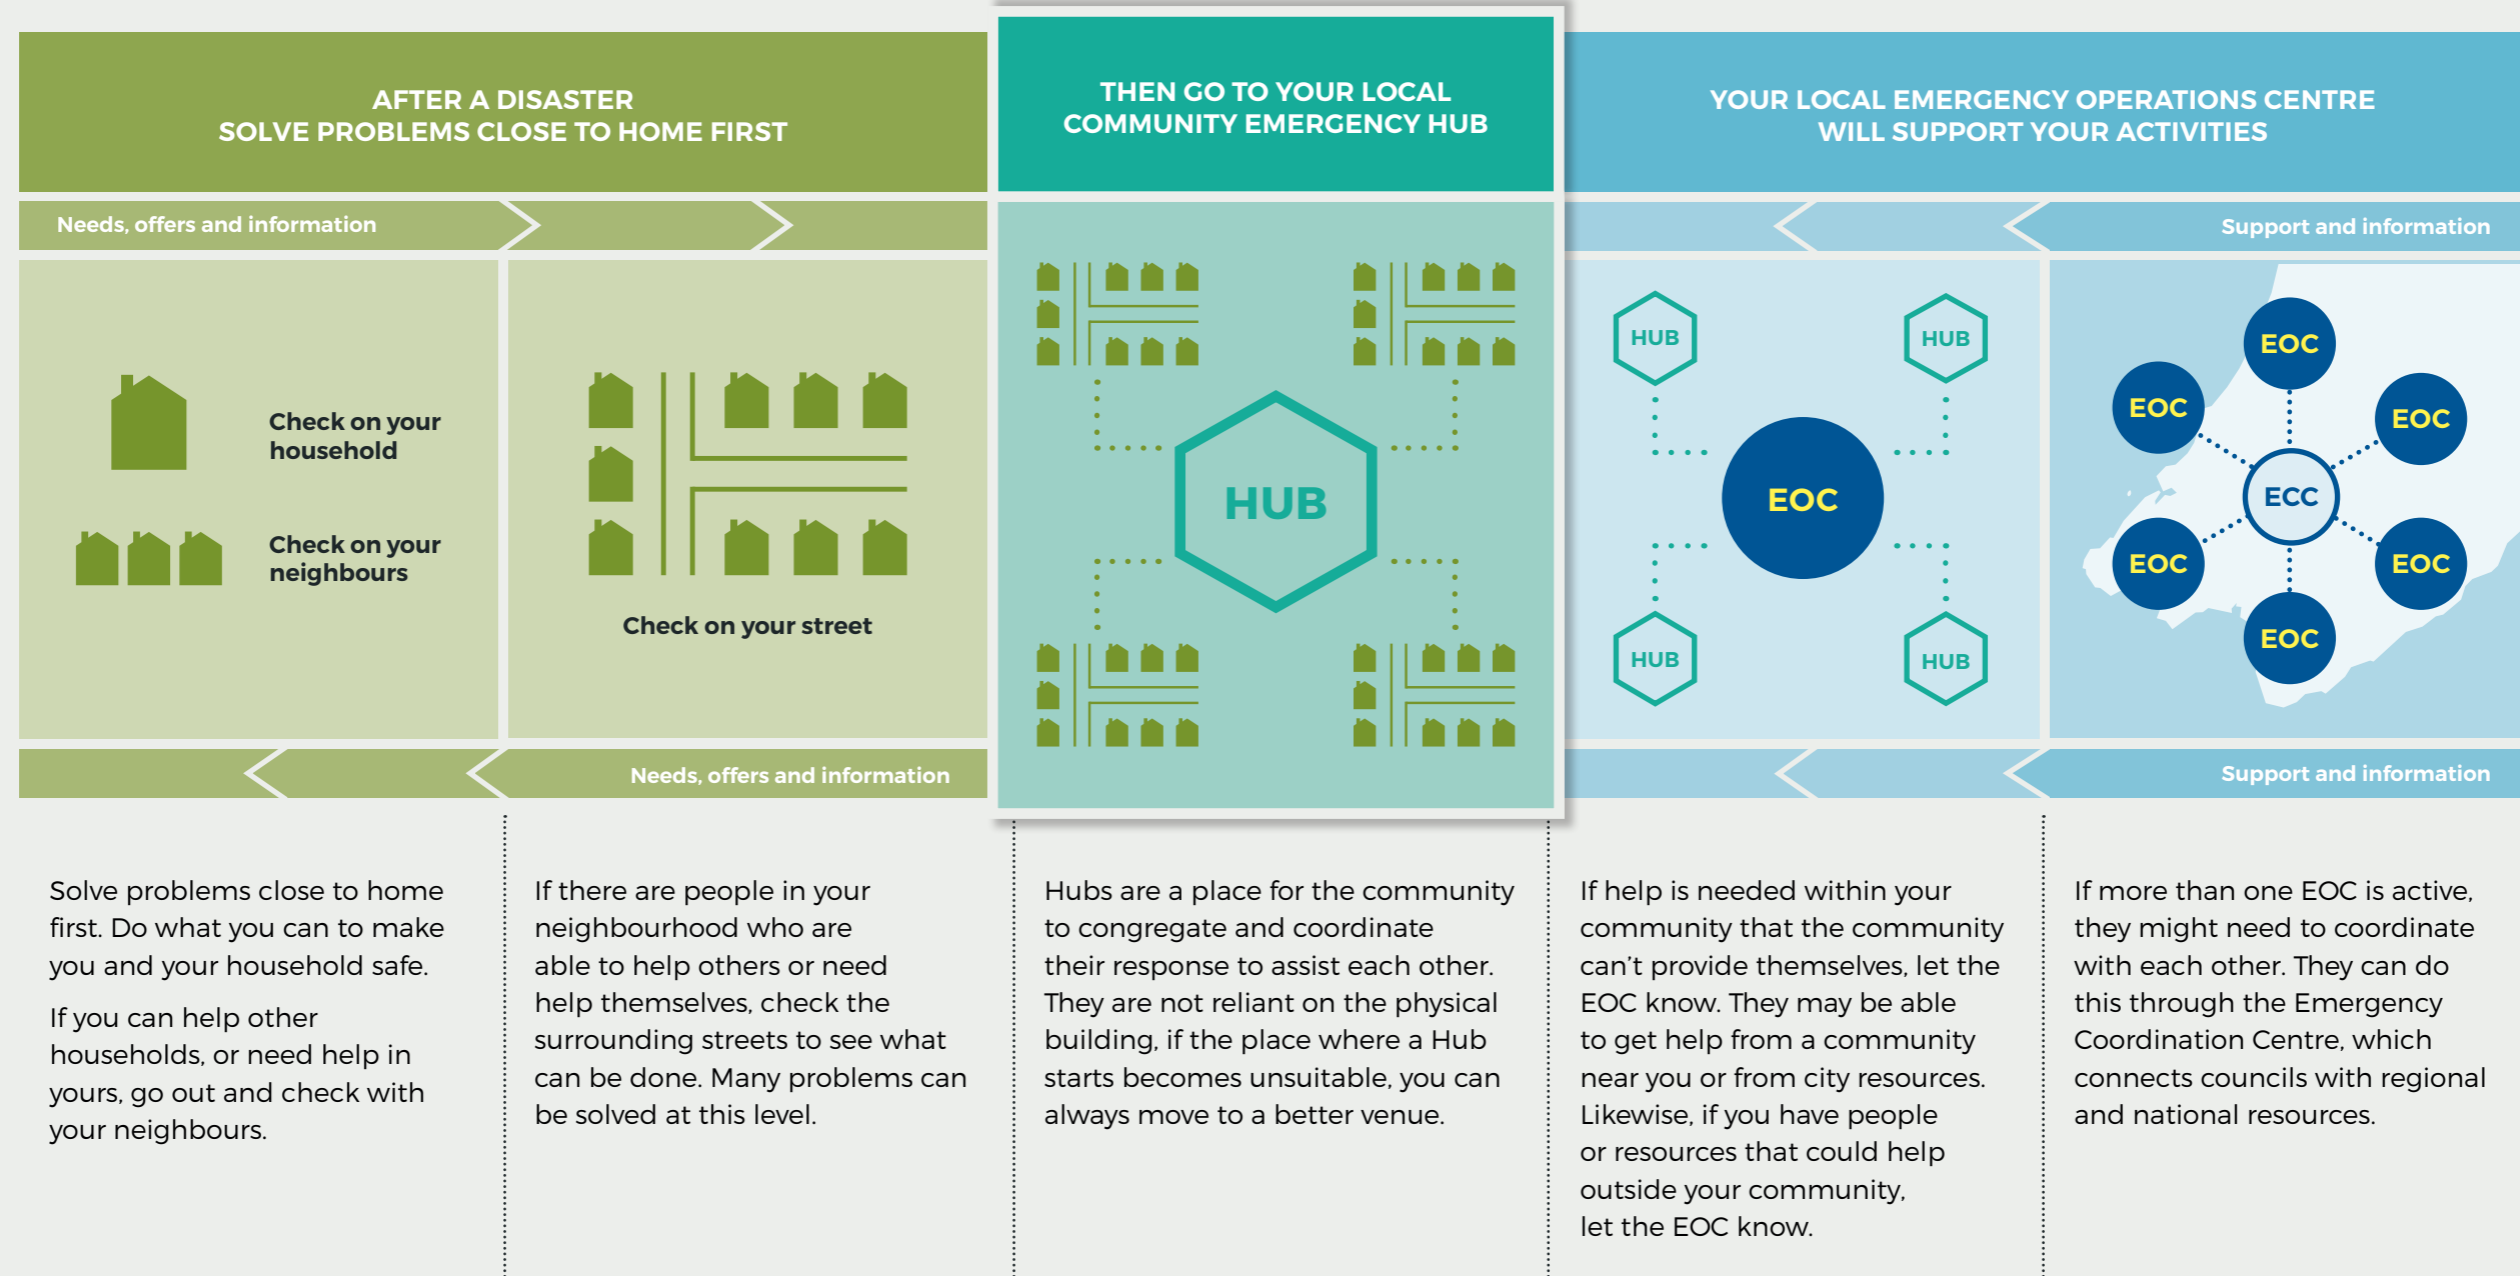 AFTER A DISASTER
SOLVE PROBLEMS CLOSE TO HOME FIRST
THEN GO TO YOUR LOCAL
COMMUNITY EMERGENCY HUB
YOUR LOCAL EMERGENCY OPERATIONS CENTRE
WILL SUPPORT YOUR ACTIVITIES
Needs, offers and information
Support and information
Check on your
household
Check on your
neighbours
Check on your street
HUB
HUB
HUB
EOC
HUB
HUB
EOC
EOC
EOC
ECC
EOC
EOC
EOC
Needs, offers and information
Support and information
Solve problems close to home
first. Do what you can to make
you and your household safe.
If you can help other
households, or need help in
yours, go out and check with
your neighbours.
If there are people in your
neighbourhood who are
able to help others or need
help themselves, check the
surrounding streets to see what
can be done. Many problems can
be solved at this level.
Hubs are a place for the community
to congregate and coordinate
their response to assist each other.
They are not reliant on the physical
building, if the place where a Hub
starts becomes unsuitable, you can
always move to a better venue.
If help is needed within your
community that the community
can't provide themselves, let the
EOC know. They may be able
to get help from a community
near you or from city resources.
Likewise, if you have people
or resources that could help
outside your community,
let the EOC know.
If more than one EOC is active,
they might need to coordinate
with each other. They can do
this through the Emergency
Coordination Centre, which
connects councils with regional
and national resources.